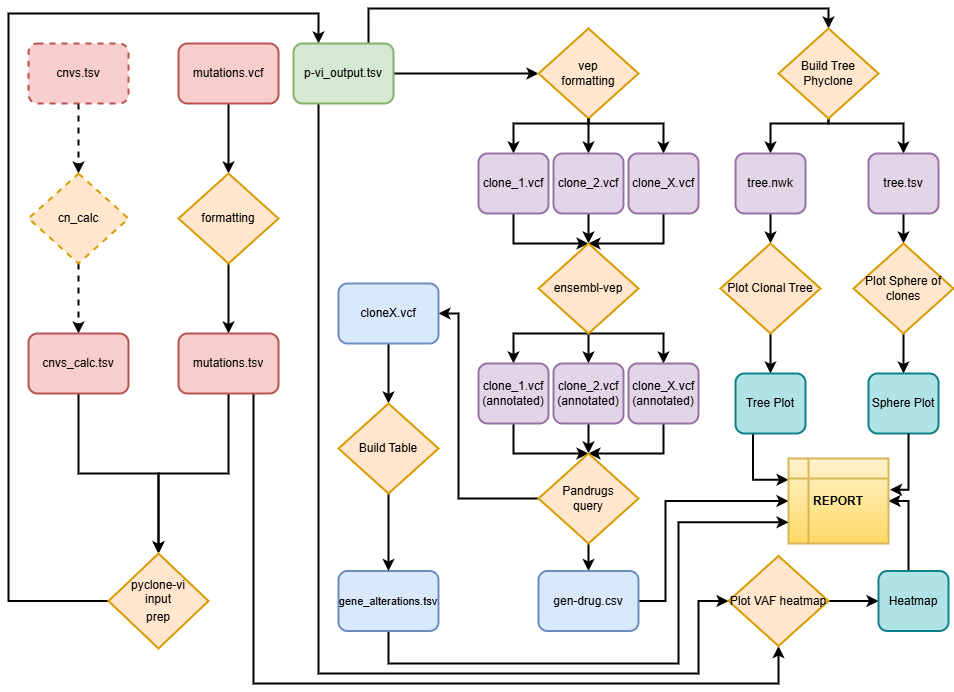 cnvs.tsv
mutations.vcf
p-vi_output.tsv
vep
formatting
Build Tree
Phyclone
clone_1.vcf
clone_2.vcf
clone_X.vcf
tree.nwk
tree.tsv
cn_calc
formatting
ensembl-vep
Plot Clonal Tree
Plot Sphere of
clones
cloneX.vcf
cnvs_calc.tsv
mutations.tsv
clone_1.vcf
(annotated)
clone_2.vcf
(annotated)
clone_X.vcf
(annotated)
Tree Plot
Sphere Plot
Build Table
Pandrugs
query
REPORT
pyclone-vi
input
prep
gene_alterations.tsv
gen-drug.csv
Plot VAF heatmap
Heatmap